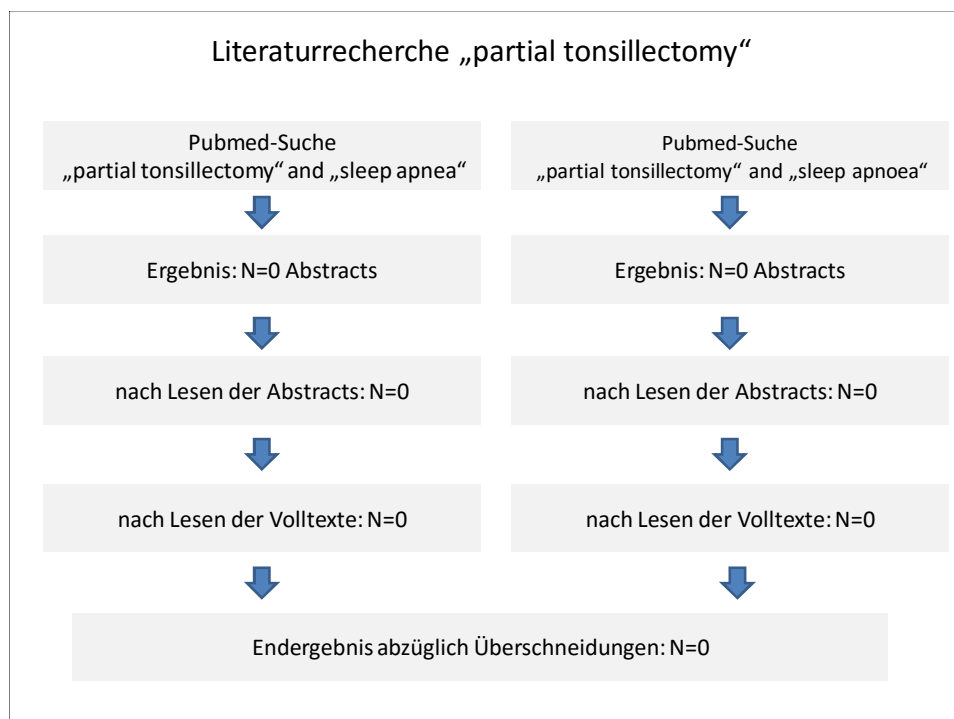 Literaturrecherche „partial tonsillectomy“
Pubmed-Suche
„partial tonsillectomy“ and „sleep apnea“
Ergebnis: N=0 Abstracts
nach Lesen der Abstracts: N=0
nach Lesen der Volltexte: N=0
Pubmed-Suche
„partial tonsillectomy“ and „sleep apnoea“
Ergebnis: N=0 Abstracts
nach Lesen der Abstracts: N=0
nach Lesen der Volltexte: N=0
Endergebnis abzüglich Überschneidungen: N=0